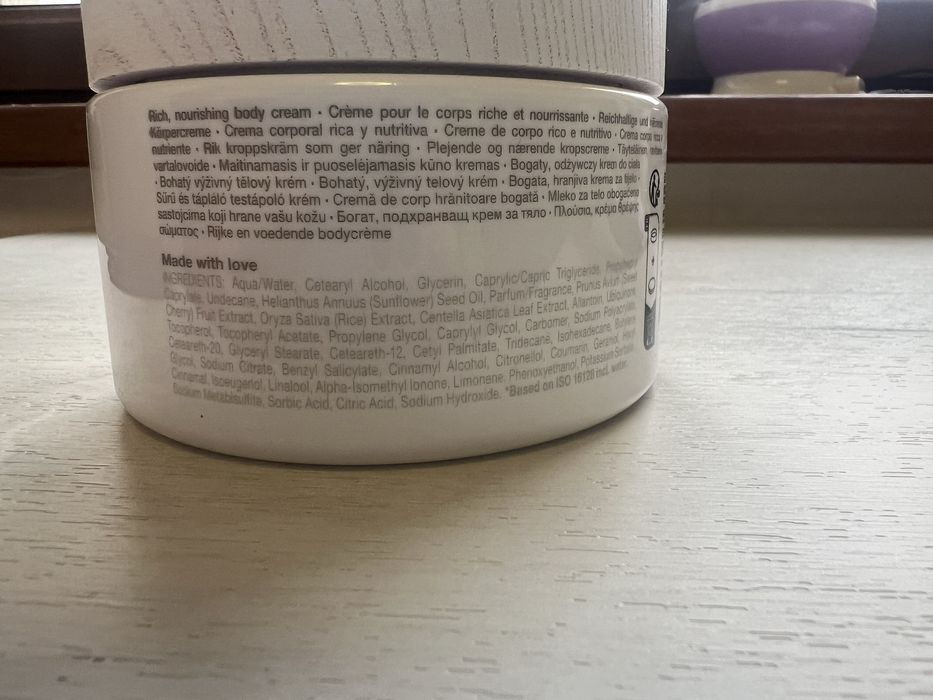 Rich, nourishing body cream · Crème pour le corps riche et nourrissante · Reichhaltige und
Körpercreme · Crema corporal rica y nutritiva · Creme de corpo rico e nutritivo · Crema corpo ricca e
nutriente · Rik kroppskräm som ger näring · Plejende og nærende kropscreme · Täyteläinen,
vartalovoide · Maitinamasis ir puoselėjamasis kūno kremas · Bogaty, odżywczy krem do ciała
· Bohatý výživný tělový krém · Bohatý, výživný telový krém · Bogata, hranjiva krema za tijelo ·
Sűrű és tápláló testápoló krém · Cremă de corp hrănitoare bogată · Mleko za telo obogaćeno
sastojcima koji hrane vašu kožu · Богат, подхранващ крем за тяло · Πλούσια, κρέμα θρέψης
σώματος · Rijke en voedende bodycrème
Made with love
INGREDIENTS: Aqua/Water, Cetearyl Alcohol, Glycerin, Caprylic/Capric Triglyceride, Propylheptyl
Caprylate, Undecane, Helianthus Annuus (Sunflower) Seed Oil, Parfum/Fragrance, Prunus Avium (Sweet
Cherry) Fruit Extract, Oryza Sativa (Rice) Extract, Centella Asiatica Leaf Extract, Allantoin, Ubiquinone,
Tocopherol, Tocopheryl Acetate, Propylene Glycol, Caprylyl Glycol, Carbomer, Sodium Polyacrylate,
Ceteareth-20, Glyceryl Stearate, Ceteareth-12, Cetyl Palmitate, Tridecane, Isohexadecane, Butylene
Glycol, Sodium Citrate, Benzyl Salicylate, Cinnamyl Alcohol, Citronellol, Coumarin, Geraniol, Hexyl
Cinnamal, Isoeugenol, Linalool, Alpha-Isomethyl Ionone, Limonene, Phenoxyethanol, Potassium Sorbate,
Sodium Metabisulfite, Sorbic Acid, Citric Acid, Sodium Hydroxide. *Based on ISO 16128 incl. water.